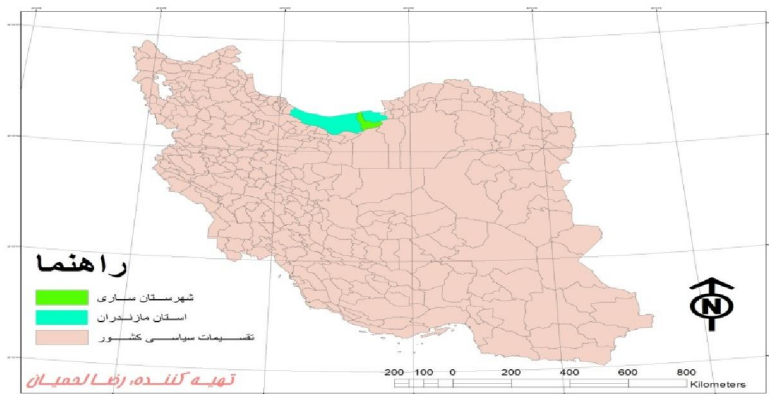 راهنما
شهرستان ساری
استان مازندران
تقسیمات سیاسی کشور
تهیه کننده، رضا لحمیان
N
200 100 0 200 400 600 800
Kilometers